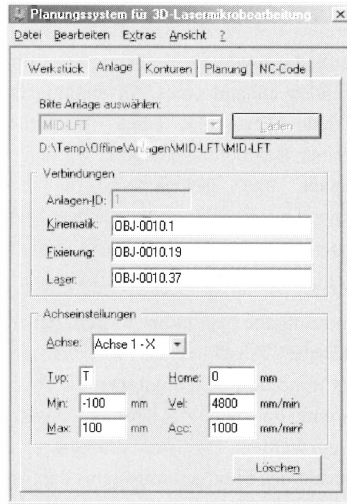 Planungssystem für 3D-Lasermikrobearbeitung
Datei Bearbeiten Extras Ansicht ?
Werkstück Anlage Konturen Planung NC-Code
Bitte Anlage auswählen:
MID-LFT Laden
D:\Temp\Offline\Anlagen\MID-LFT\MID-LFT
Verbindungen
Anlagen-ID: 1
Kinematik: OBJ-0010.1
Fixierung: OBJ-0010.19
Laser: OBJ-0010.37
Achseinstellungen
Achse: Achse 1 - X
Typ: T Home: 0 mm
Min: -100 mm Vel: 4800 mm/min
Max: 100 mm Acc: 1000 mm/min²
Löschen